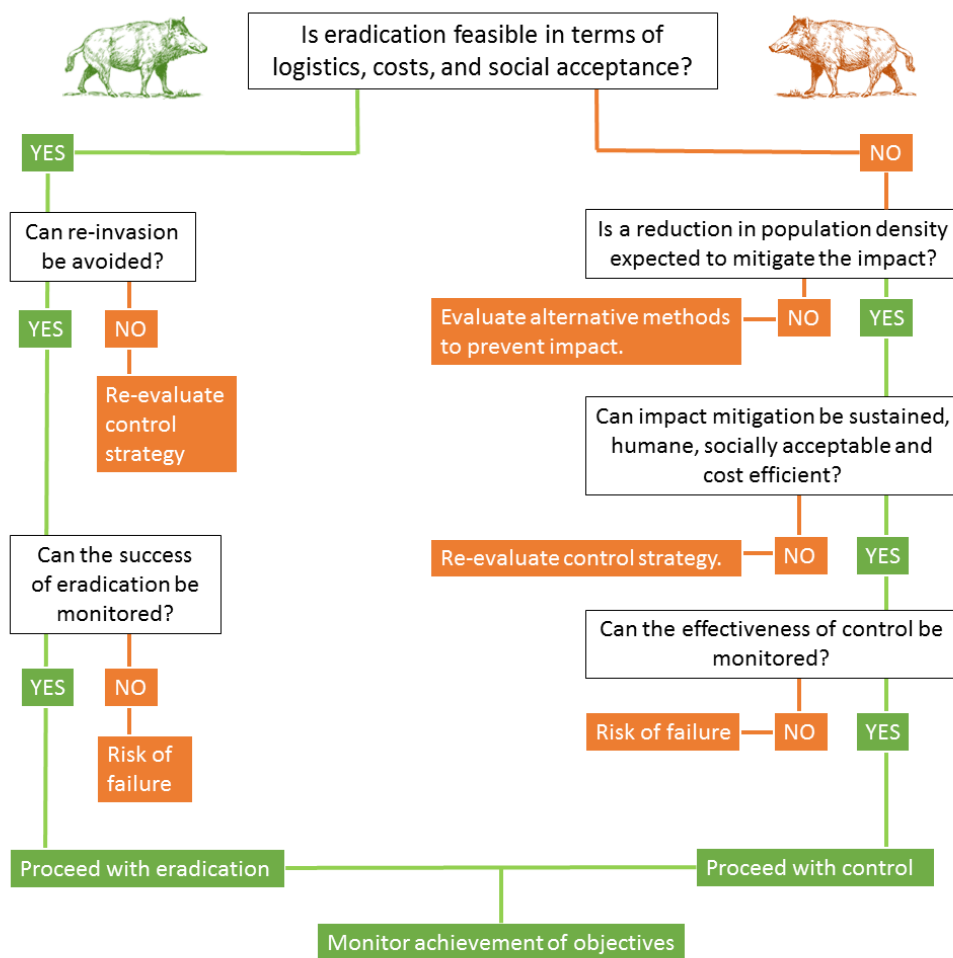 Is eradication feasible in terms of
logistics, costs, and social acceptance?
YES
NO
Can re-invasion
be avoided?
YES
NO
Re-evaluate
control
strategy
Can the success
of eradication be
monitored?
YES
NO
Risk of
failure
Proceed with eradication
Is a reduction in population density
expected to mitigate the impact?
Evaluate alternative methods
to prevent impact.
NO
YES
Can impact mitigation be sustained,
humane, socially acceptable and
cost efficient?
Re-evaluate control strategy.
NO
YES
Can the effectiveness of control be
monitored?
Risk of failure
NO
YES
Proceed with control
Monitor achievement of objectives